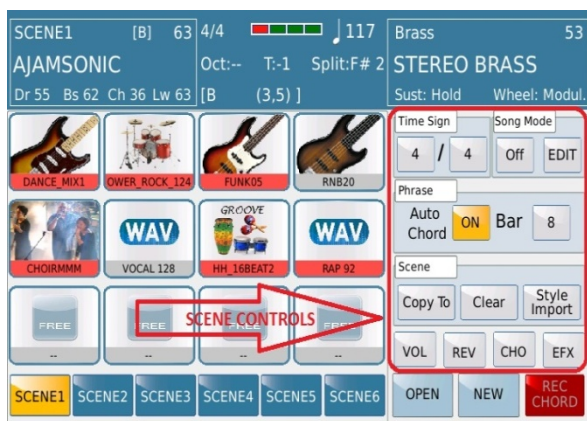 SCENE1 [B] 63
AJAMSONIC
Dr 55 Bs 62 Ch 36 Lw 63
4/4 117
Oct:-- T:-1 Split:F# 2
[B (3,5) ]
Brass 53
STEREO BRASS
Sust: Hold Wheel: Modul.
DANCE_MIX1 OWER_ROCK_124 FUNK05 RNB20
WAV GROOVE WAV
CHOIRMMM VOCAL 128 HH_16BEAT2 RAP 92
FREE FREE FREE FREE
-- -- -- --
SCENE CONTROLS
Time Sign Song Mode
4 / 4 Off EDIT
Phrase
Auto
Chord ON Bar 8
Scene
Copy To Clear Style
Import
VOL REV CHO EFX
SCENE1 SCENE2 SCENE3 SCENE4 SCENE5 SCENE6
OPEN NEW REC
CHORD